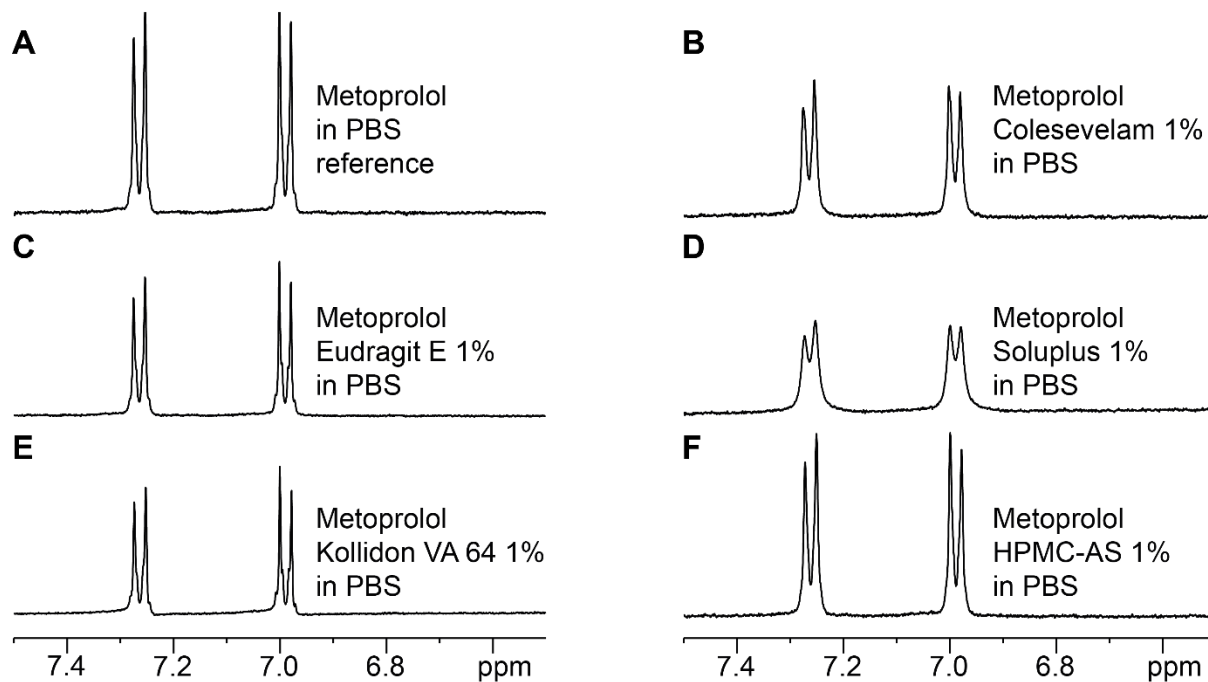 A
Metoprolol
in PBS
reference
B
Metoprolol
Colesevelam 1%
in PBS
C
Metoprolol
Eudragit E 1%
in PBS
D
Metoprolol
Soluplus 1%
in PBS
E
Metoprolol
Kollidon VA 64 1%
in PBS
F
Metoprolol
HPMC-AS 1%
in PBS
7.4 7.2 7.0 6.8 ppm
7.4 7.2 7.0 6.8 ppm